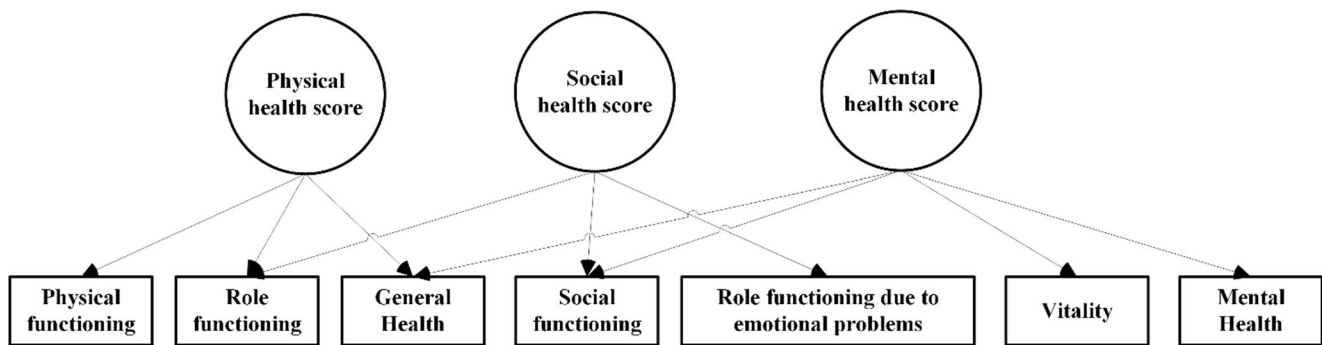 Physical
health score
Social
health score
Mental
health score
Physical
functioning
Role
functioning
General
Health
Social
functioning
Role functioning due to
emotional problems
Vitality
Mental
Health